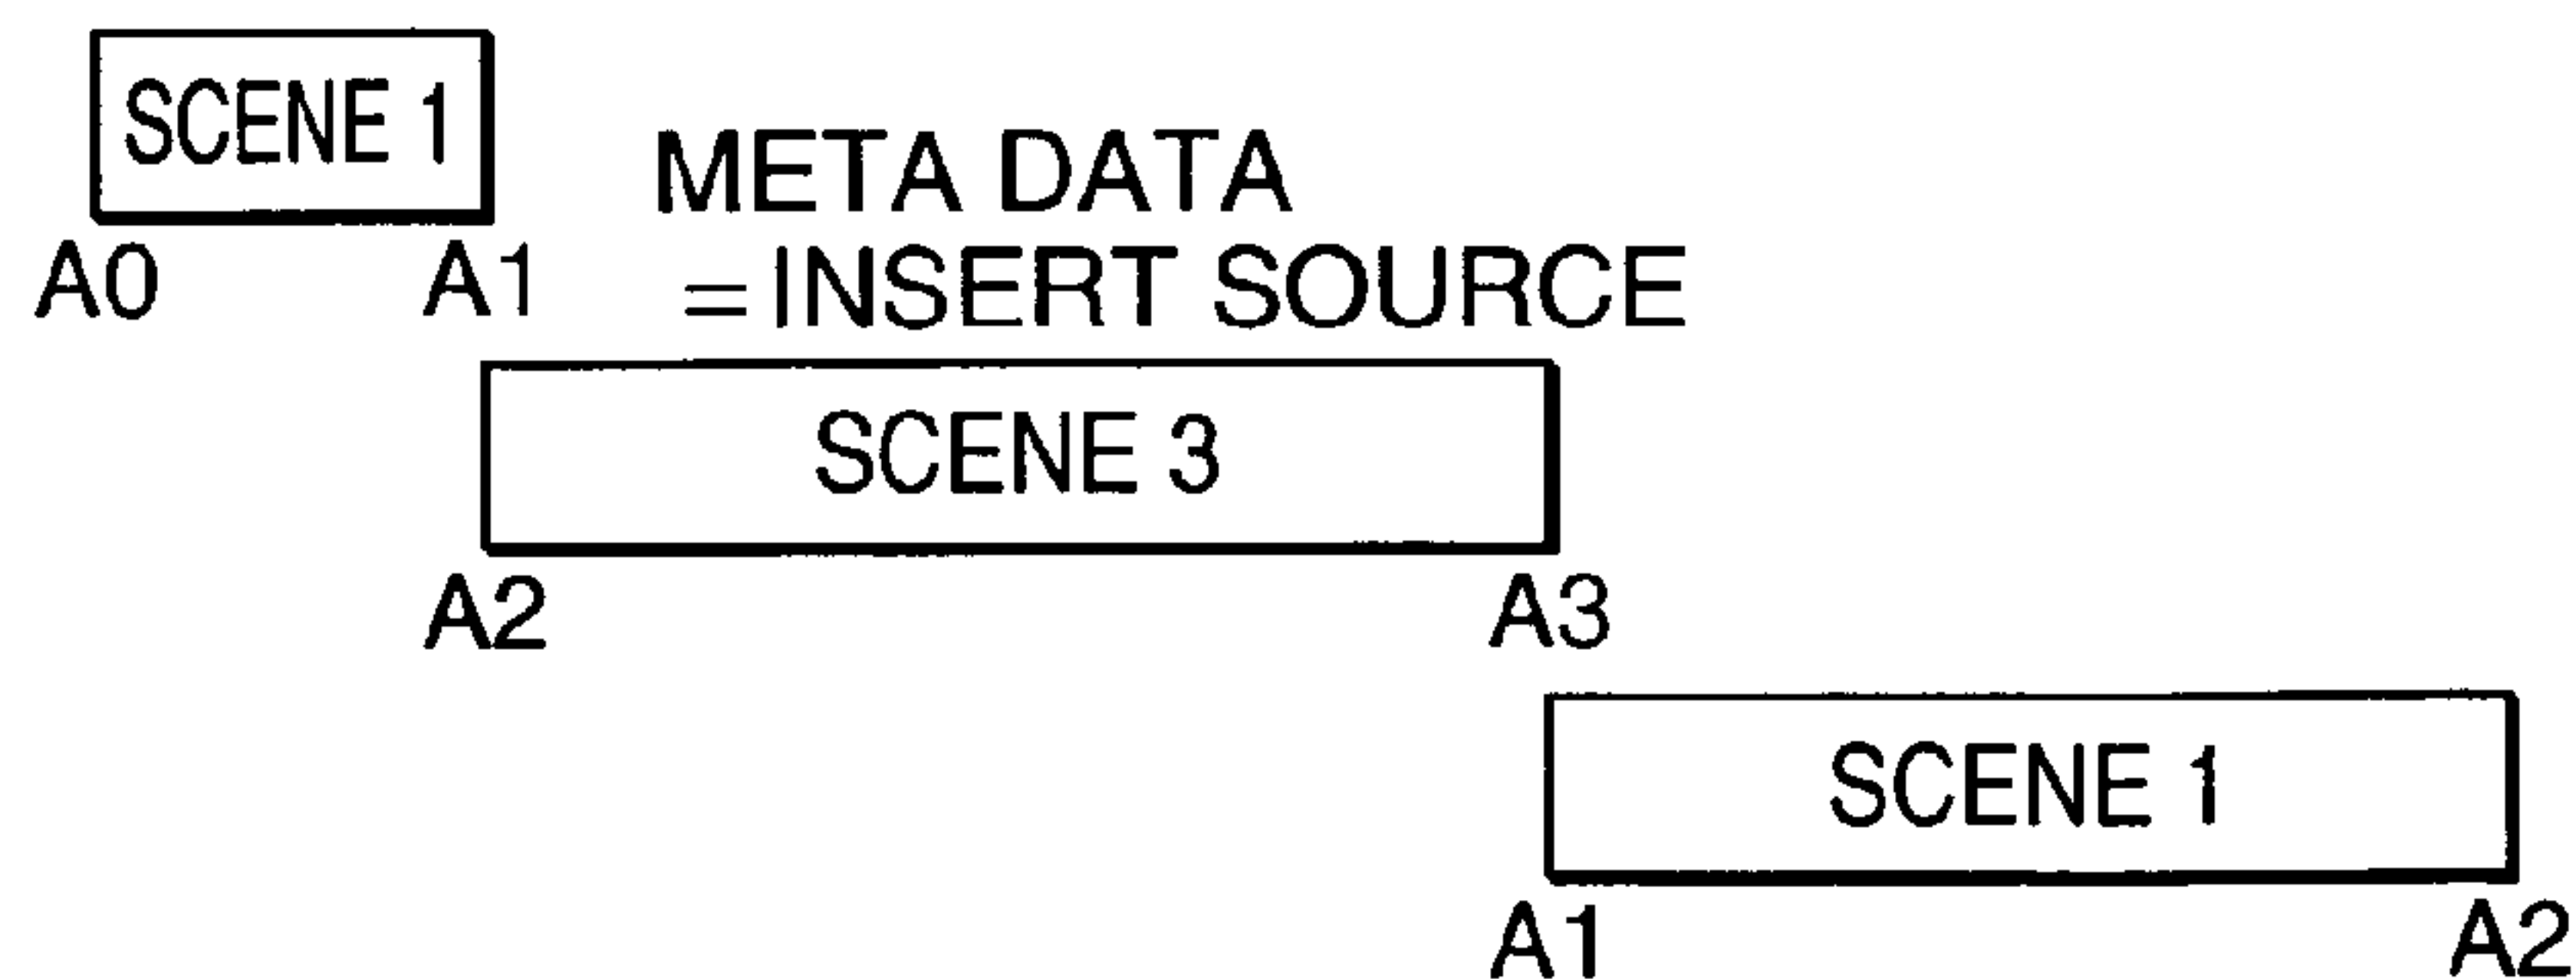 SCENE 1
A0 A1
META DATA
=INSERT SOURCE
SCENE 3
A2 A3
SCENE 1
A1 A2